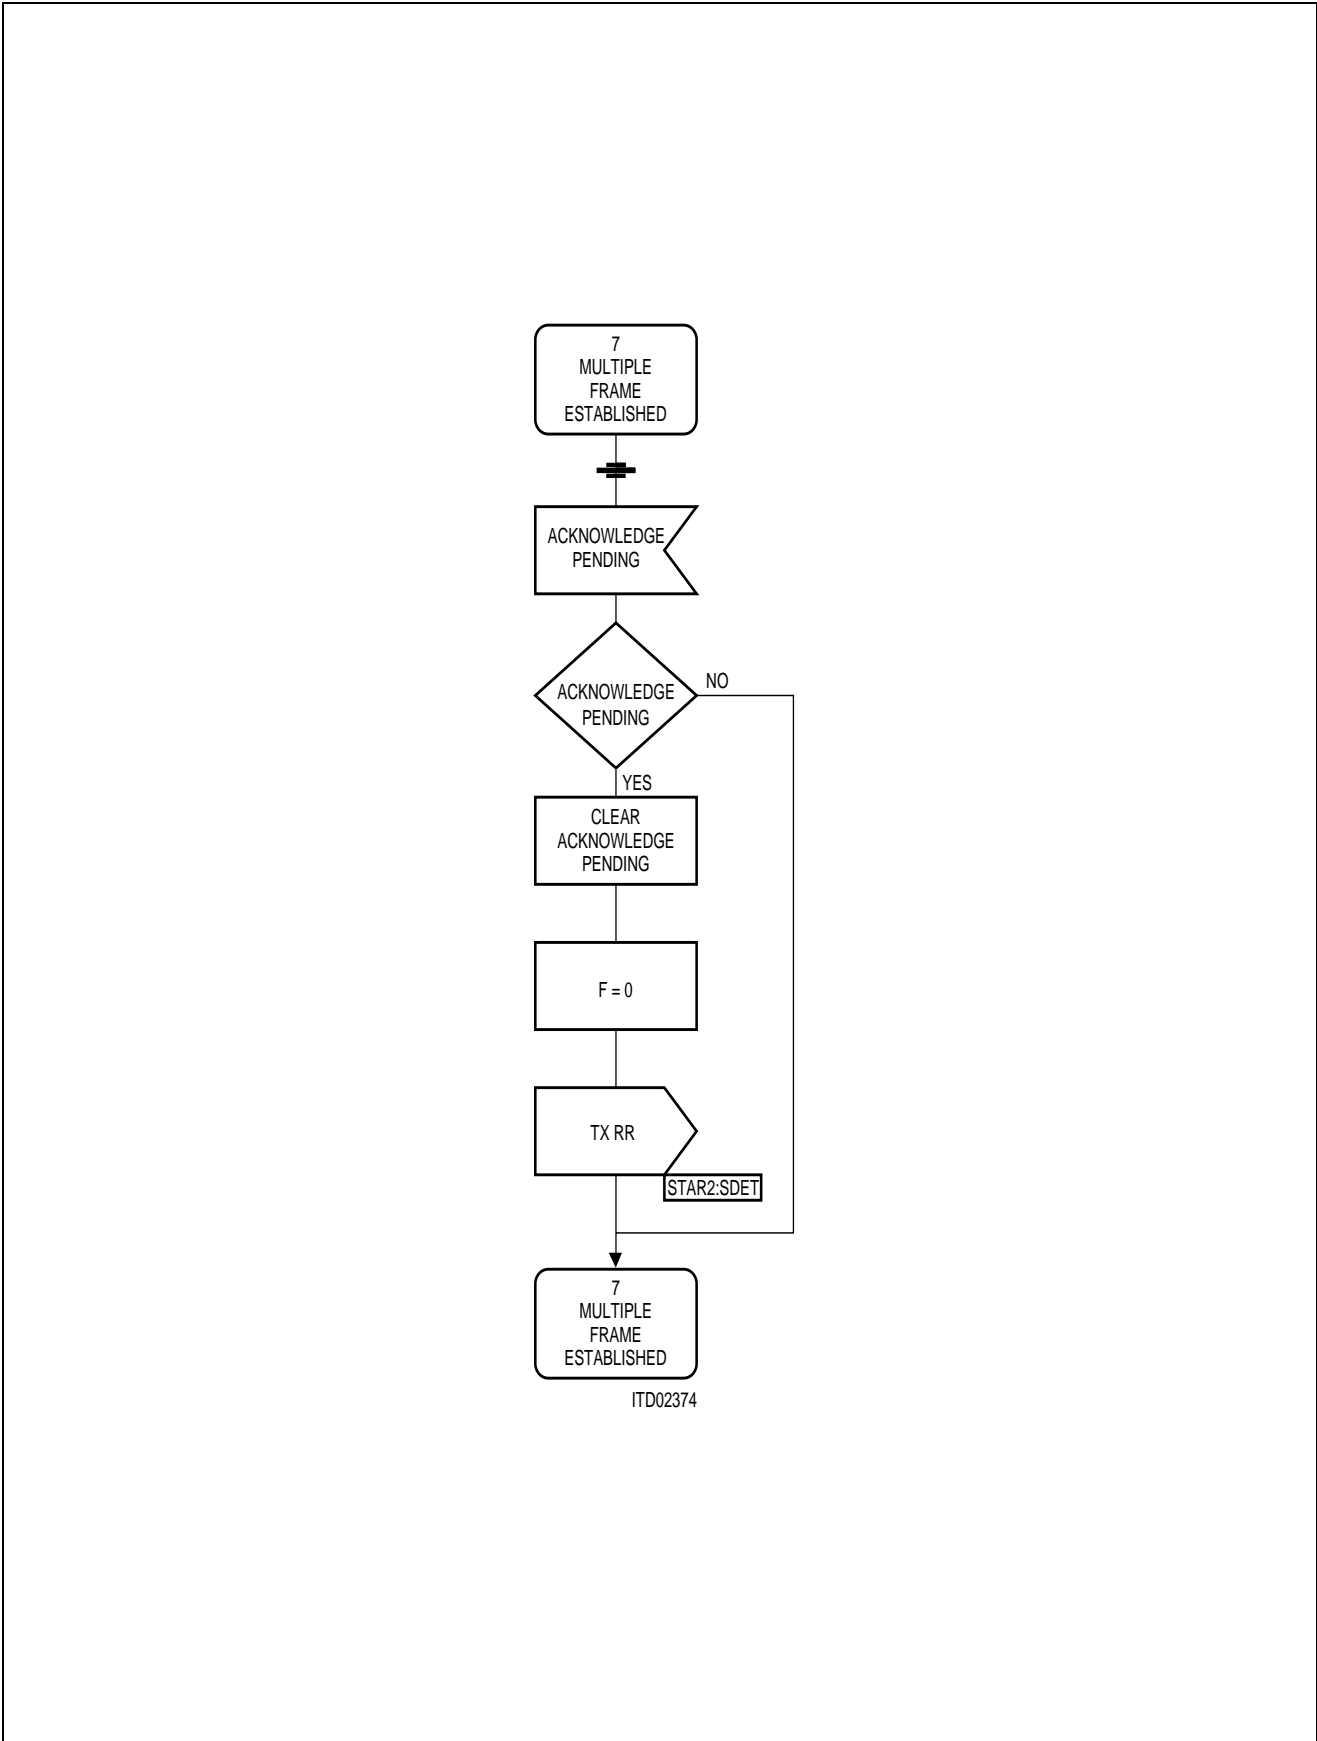 7
MULTIPLE
FRAME
ESTABLISHED
ACKNOWLEDGE
PENDING
ACKNOWLEDGE
PENDING
NO
YES
CLEAR
ACKNOWLEDGE
PENDING
F = 0
TX RR
STAR2:SDET
7
MULTIPLE
FRAME
ESTABLISHED
ITD02374